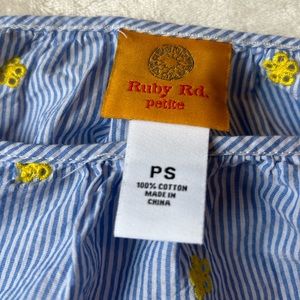 Ruby Rd.
petite
PS
100% COTTON
MADE IN
CHINA